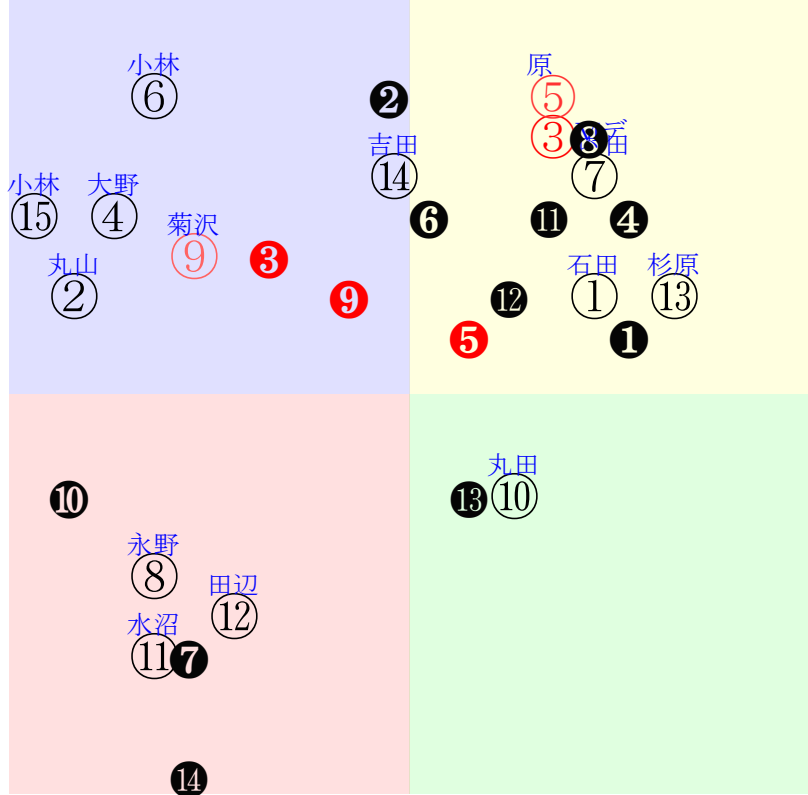 小林
⑥
❷
原
⑤
吉田
⑭
③
❽
田
⑦
小林
⑮
大野
④
菊沢
⑨
❻
⓫
❹
丸山
②
❸
❾
⓬
石田
①
杉原
⑬
❺
❶
❿
⓭
丸田
⑩
永野
⑧
田辺
⑫
水沼
⑪
❼
⓮